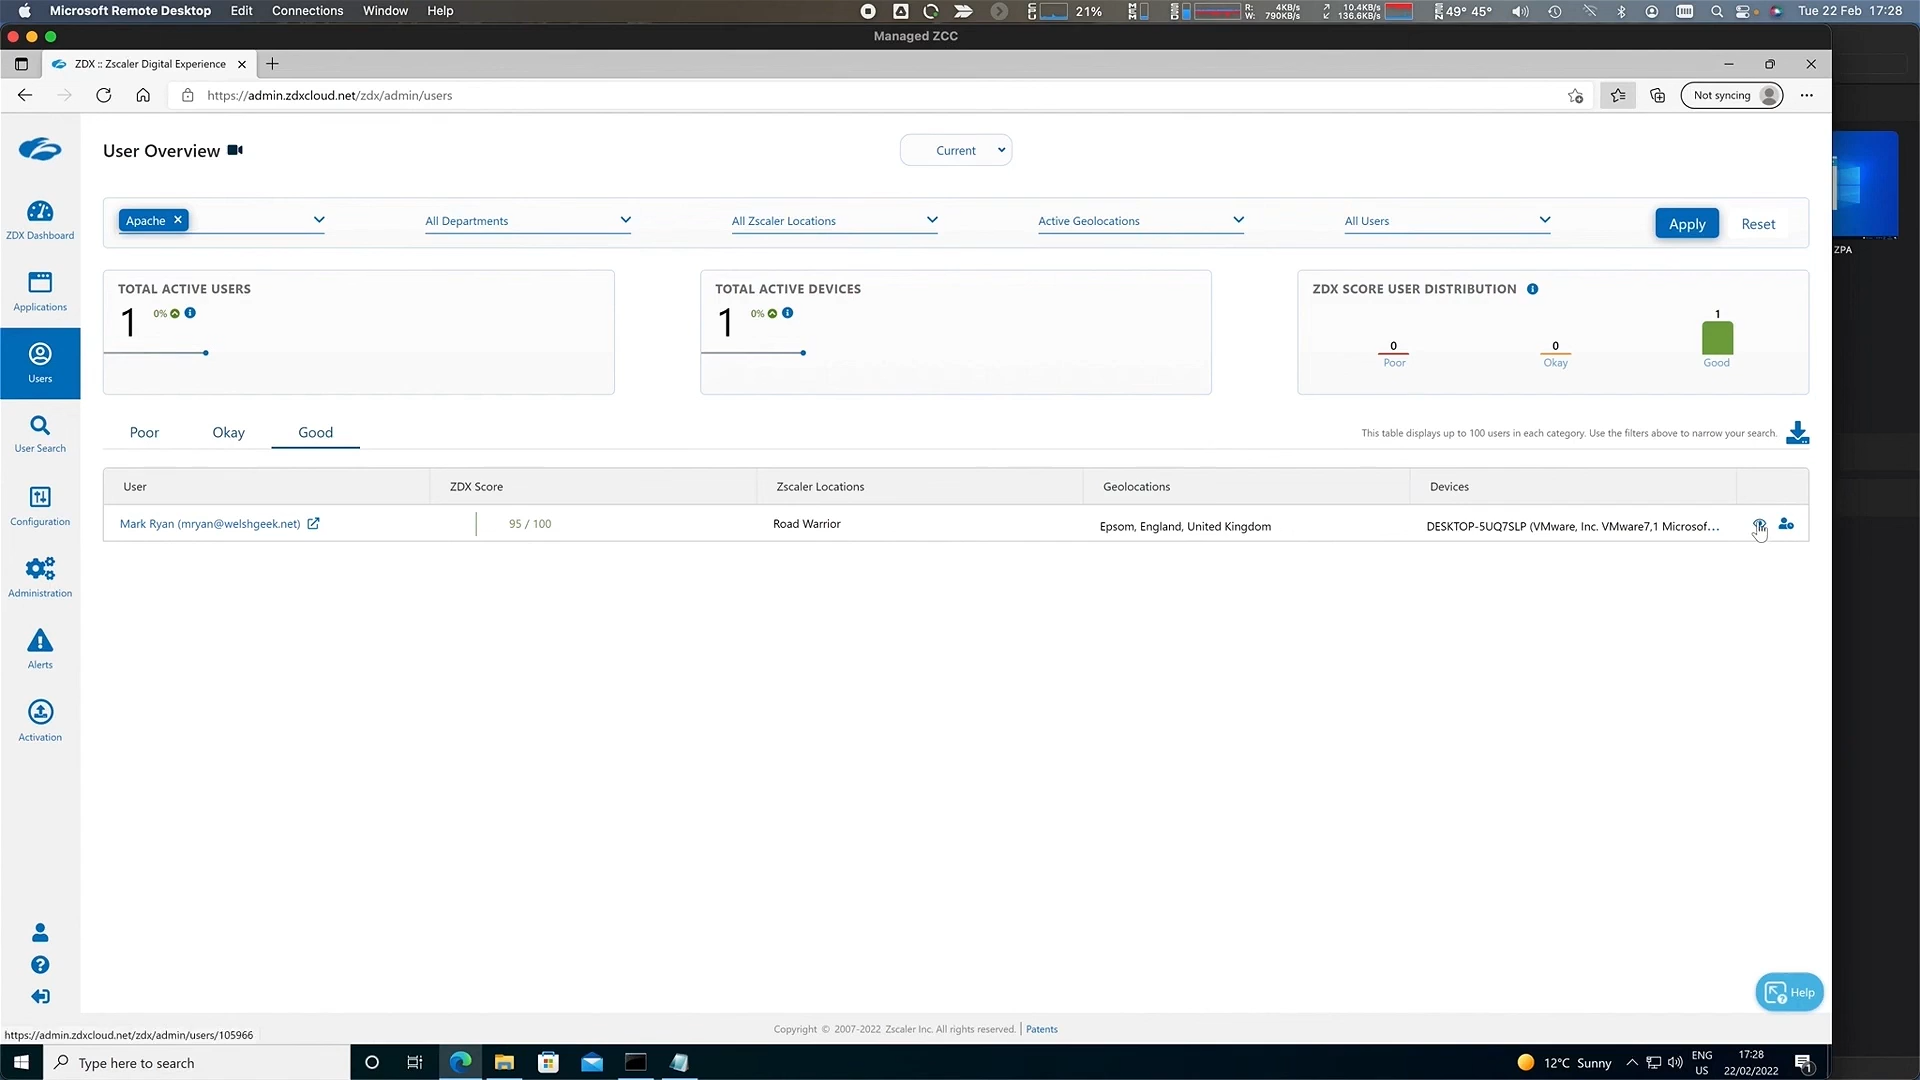 Microsoft Remote Desktop Edit Connections Window Help
21% R: 4KB/s W: 790KB/s 10.4KB/s 136.6KB/s 49° 45° Tue 22 Feb 17:28
Managed ZCC
ZDX :: Zscaler Digital Experience
https://admin.zdxcloud.net/zdx/admin/users
Not syncing
User Overview
Current
Apache
All Departments
All Zscaler Locations
Active Geolocations
All Users
Apply
Reset
ZPA
ZDX Dashboard
Applications
Users
User Search
Configuration
Administration
Alerts
Activation
TOTAL ACTIVE USERS
1 0%
TOTAL ACTIVE DEVICES
1 0%
ZDX SCORE USER DISTRIBUTION
0 0 1
Poor Okay Good
Poor Okay Good
This table displays up to 100 users in each category. Use the filters above to narrow your search.
User ZDX Score Zscaler Locations Geolocations Devices
Mark Ryan (mryan@welshgeek.net) 95 / 100 Road Warrior Epsom, England, United Kingdom DESKTOP-5UQ7SLP (VMware, Inc. VMware7,1 Microsof...
Help
Copyright © 2007-2022 Zscaler Inc. All rights reserved. | Patents
https://admin.zdxcloud.net/zdx/admin/users/105966
Type here to search
12°C Sunny
ENG
US
17:28
22/02/2022
1